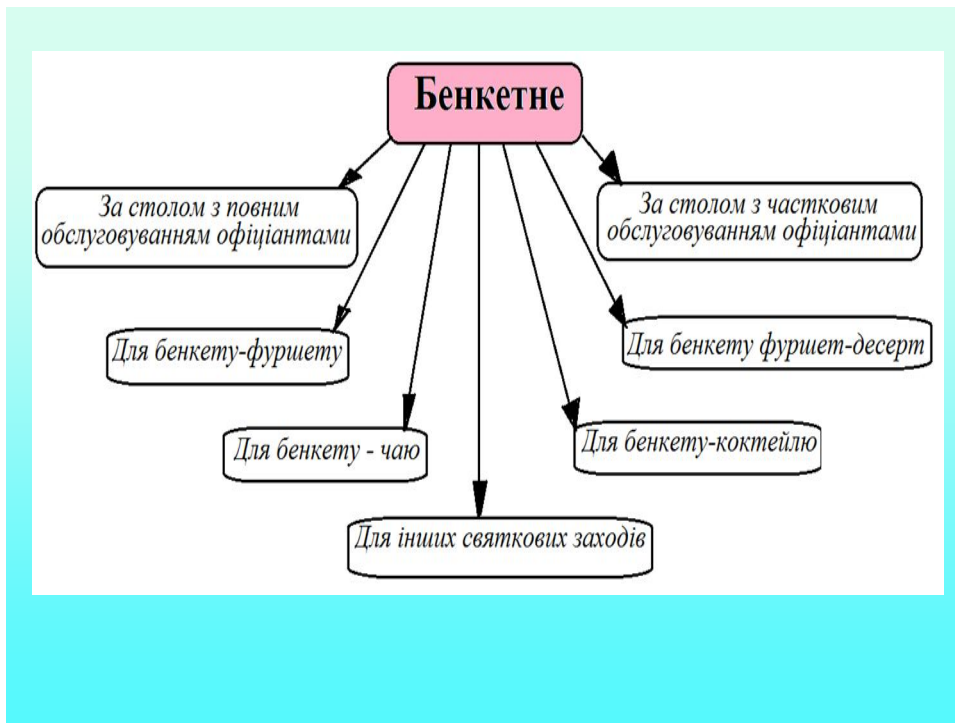 Бенкетне
За столом з повним
обслуговуванням офіціантами
За столом з частковим
обслуговуванням офіціантами
Для бенкету-фуршету
Для бенкету фуршет-десерт
Для бенкету - чаю
Для бенкету-коктейлю
Для інших святкових заходів